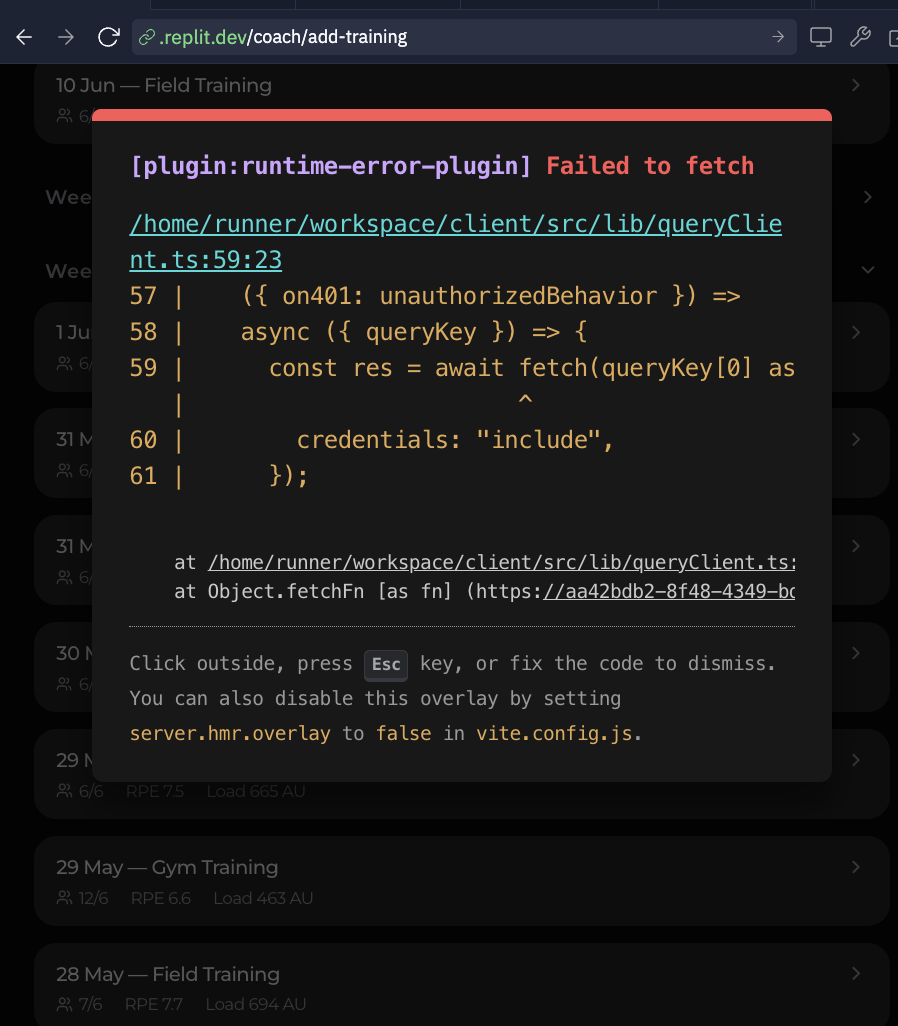 .replit.dev/coach/add-training
10 Jun — Field Training
6/
[plugin:runtime-error-plugin] Failed to fetch
Wee
/home/runner/workspace/client/src/lib/queryClie
nt.ts:59:23
Wee
57 |    ({ on401: unauthorizedBehavior }) =>
58 |    async ({ queryKey }) => {
1 Ju
6/
59 |      const res = await fetch(queryKey[0] as
|                        ^
60 |        credentials: "include",
31 M
6/
61 |      });
31 M
6/
at /home/runner/workspace/client/src/lib/queryClient.ts:
at Object.fetchFn [as fn] (https://aa42bdb2-8f48-4349-bc
30 M
6/
Click outside, press Esc key, or fix the code to dismiss.
You can also disable this overlay by setting
server.hmr.overlay to false in vite.config.js.
29 M
6/6 RPE 7.5 Load 665 AU
29 May — Gym Training
12/6 RPE 6.6 Load 463 AU
28 May — Field Training
7/6 RPE 7.7 Load 694 AU